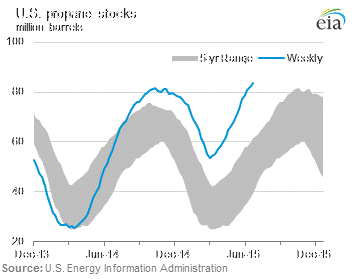 U.S. propane stocks
million barrels
eia
100
5-yr Range
Weekly
80
60
40
20
Dec-13
Jun-14
Dec-14
Jun-15
Dec-15
Source: U.S. Energy Information Administration